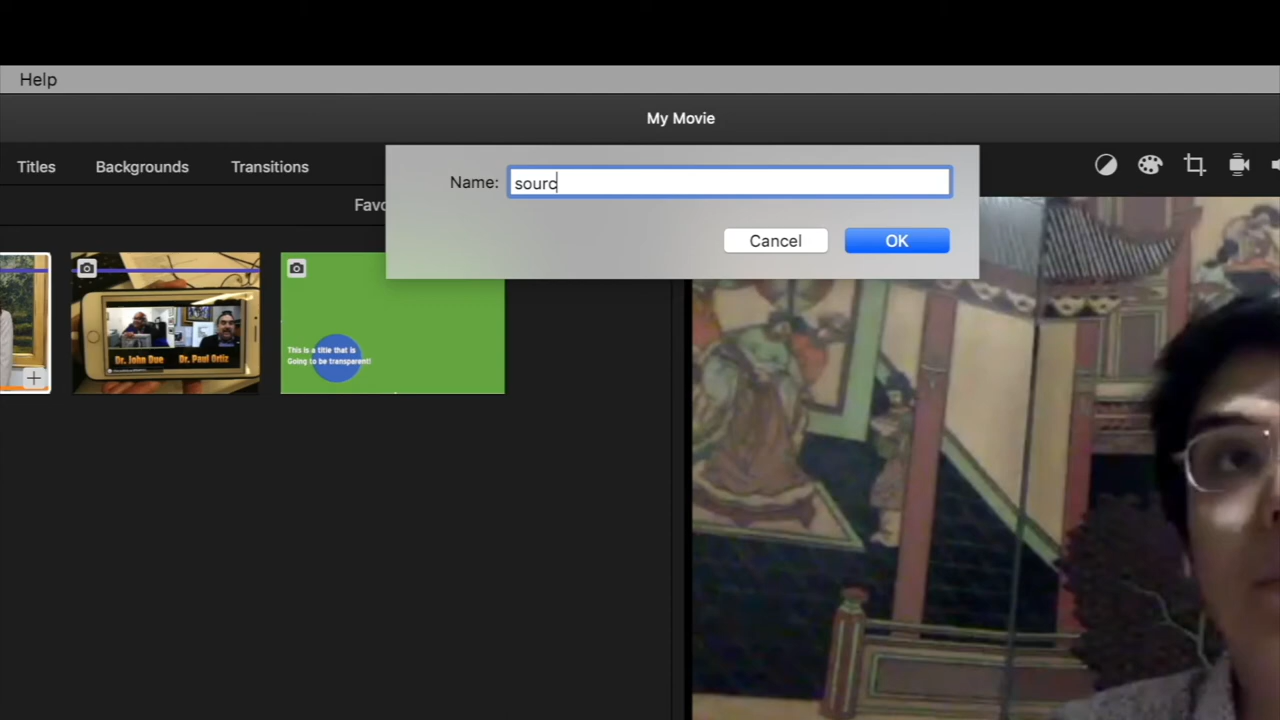 Help
My Movie
Titles
Backgrounds
Transitions
Name:
sourc
Favo
Cancel
OK
Dr. John Due
Dr. Paul Ortiz
This is a title that is
Going to be transparent!